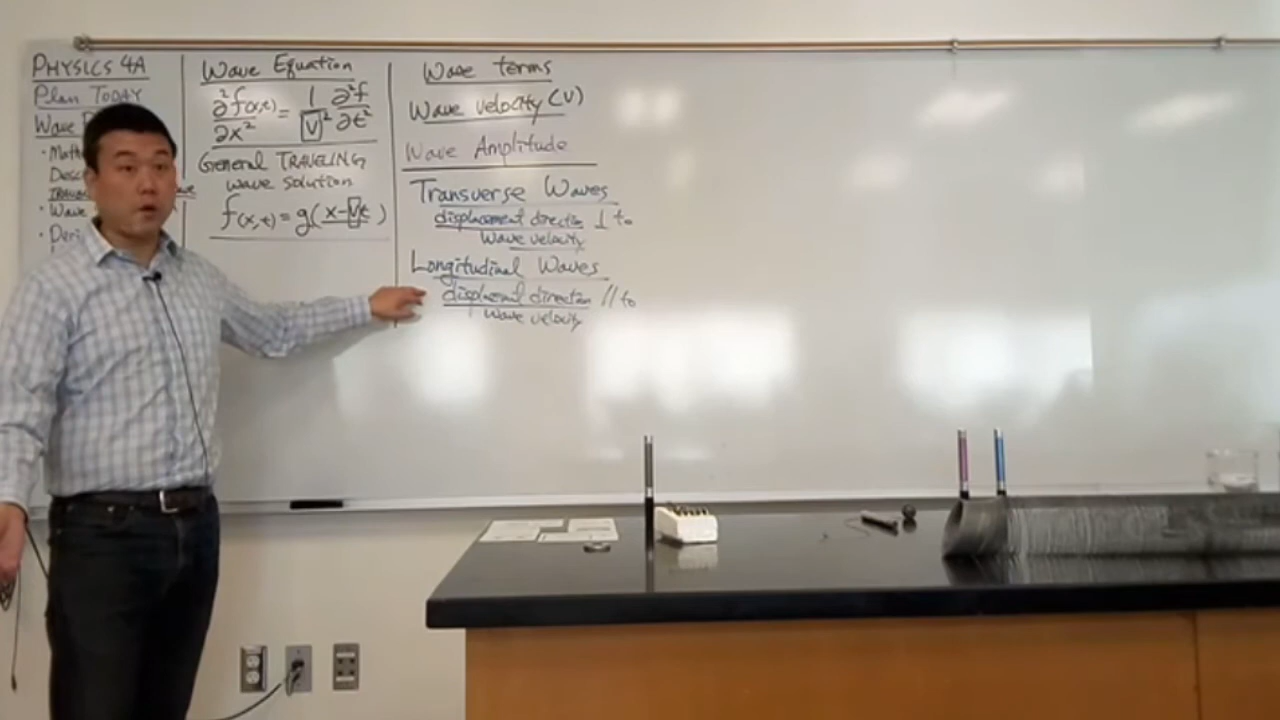 PHYSICS 4A
Plan TODAY
Wave
• Math
Desc
• Wave
• Deri
Wave Equation
∂²f(x,t)/∂x² = 1/v² ∂²f/∂t²
General TRAVELING
wave solution
f(x,t) = g(x-vt)
Wave terms
Wave velocity (v)
Wave Amplitude
Transverse Waves
displacement direction ⊥ to
Wave velocity
Longitudinal Waves
direction // to
Wave velocity